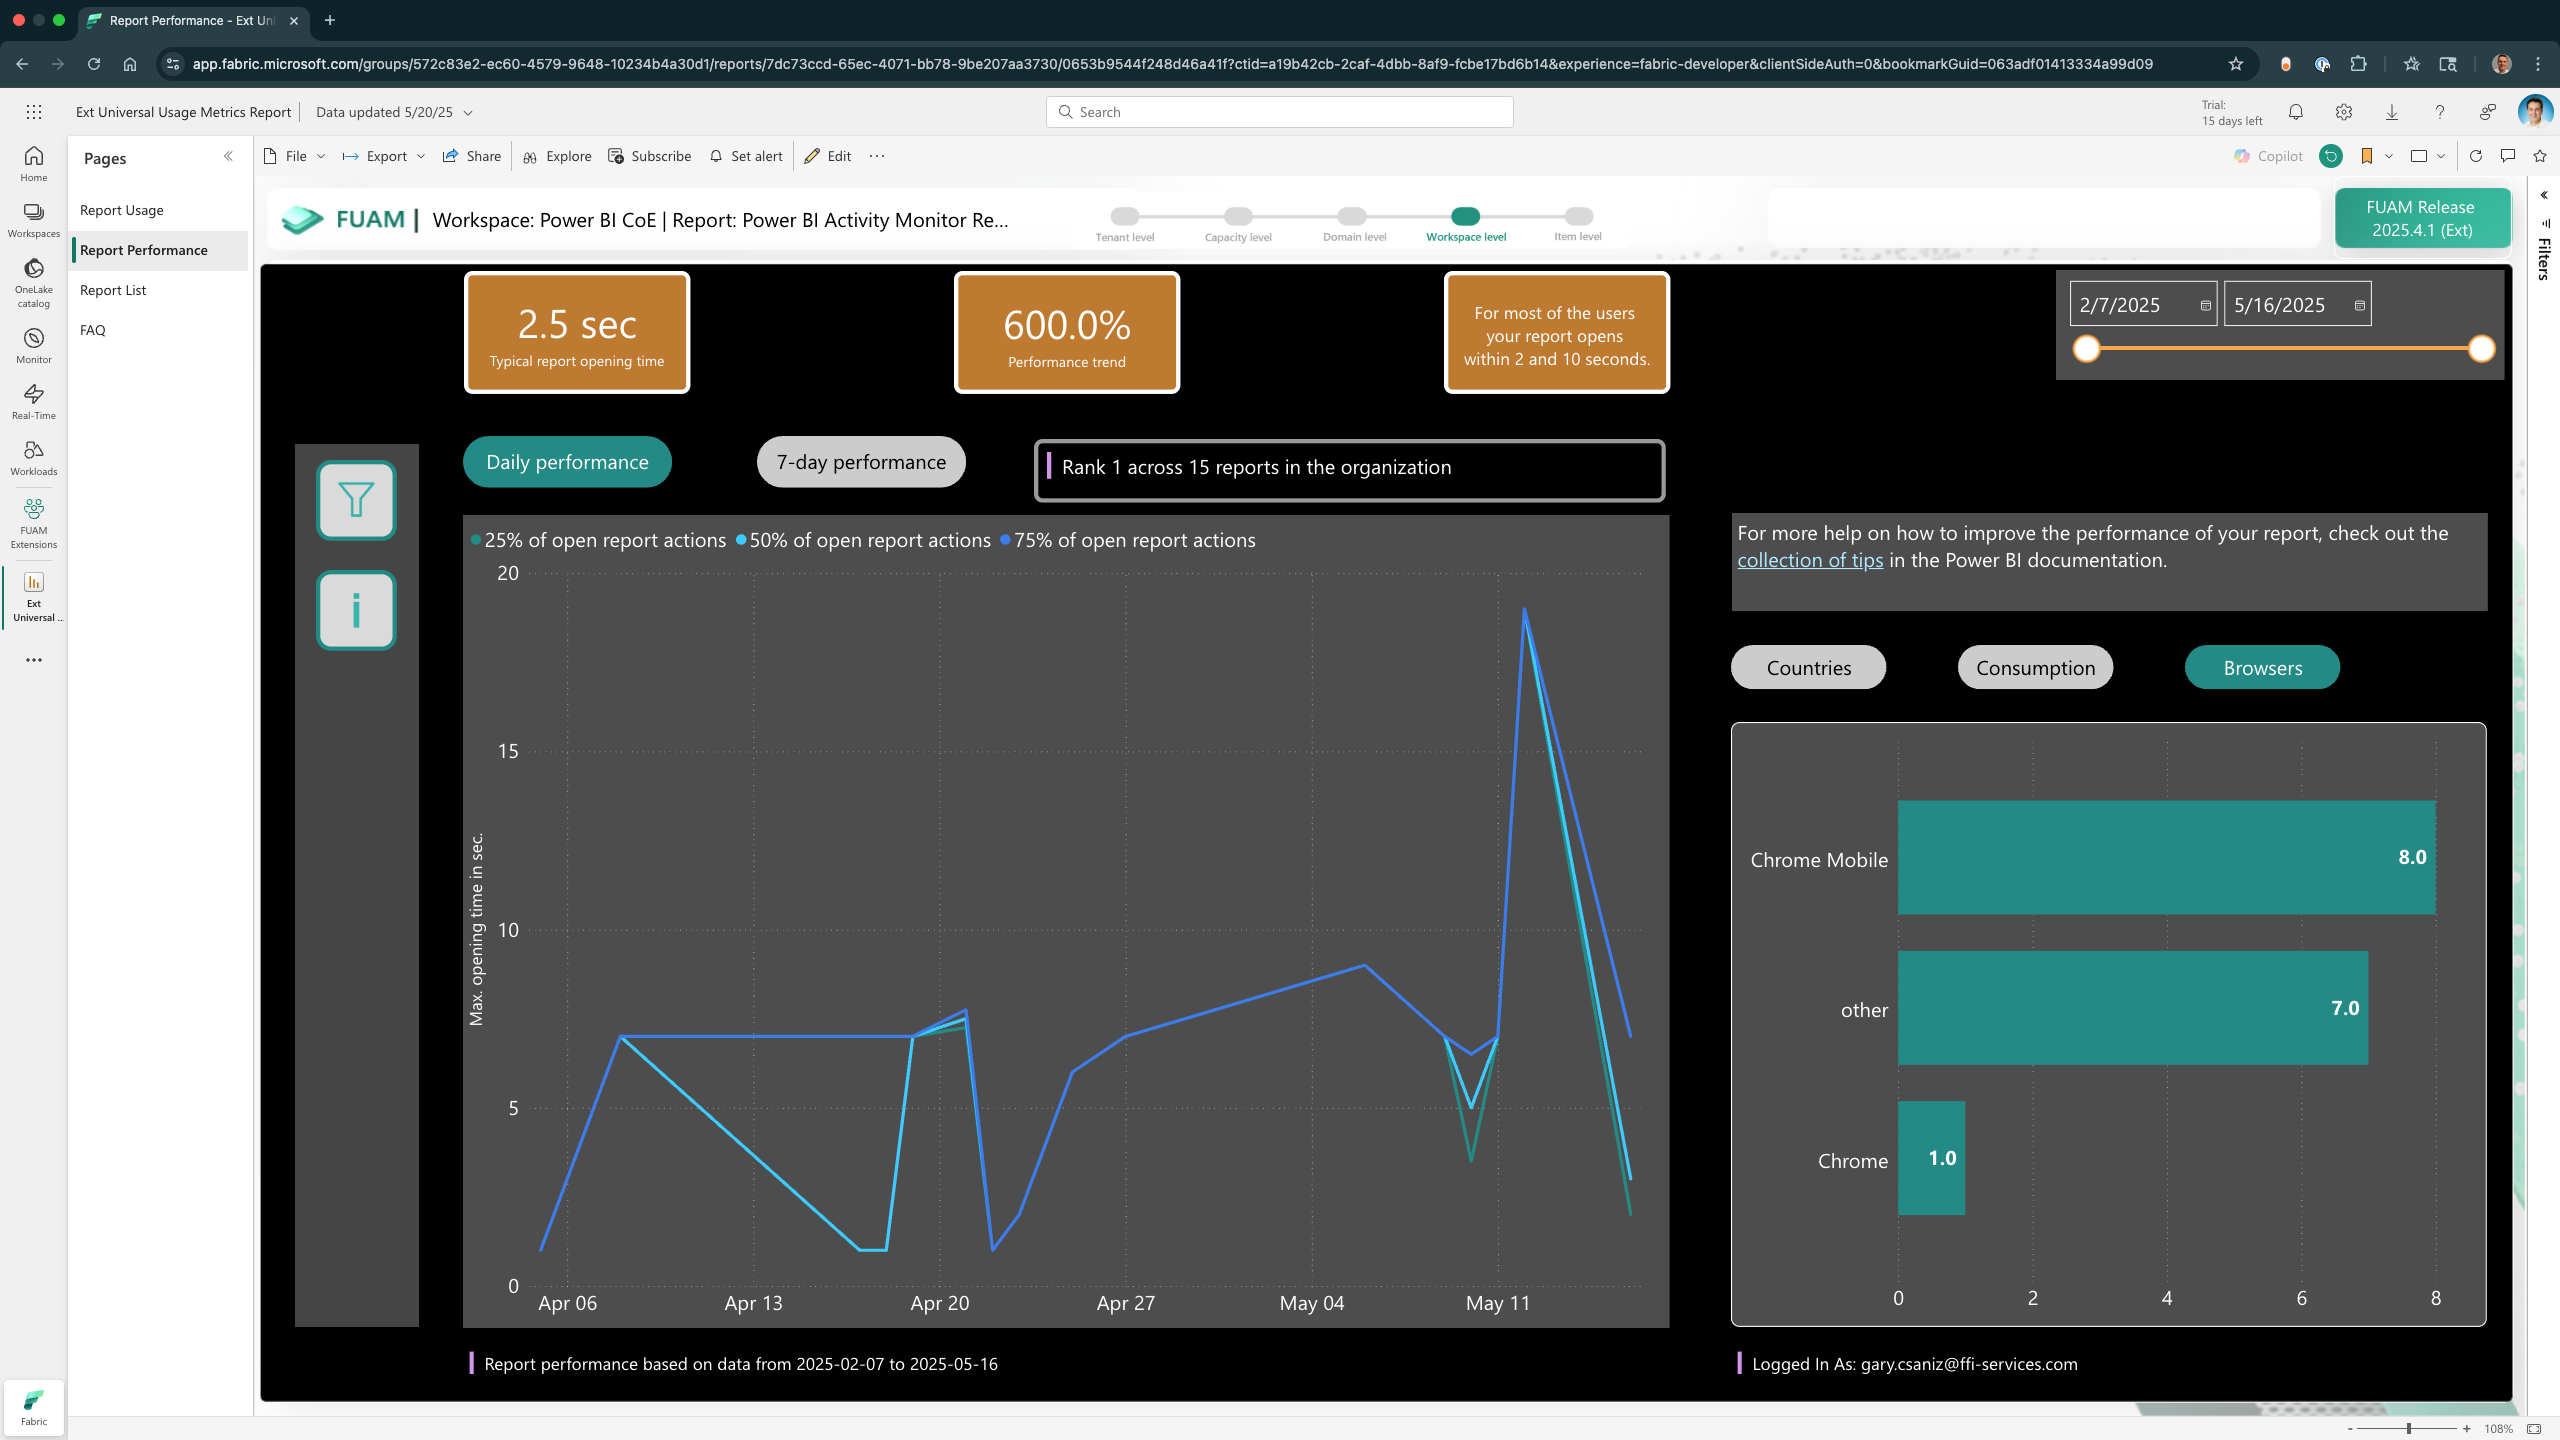 Report Performance - Ext Uni
app.fabric.microsoft.com/groups/572c83e2-ec60-4579-9648-10234b4a30d1/reports/7dc73ccd-65ec-4071-bb78-9be207aa3730/0653b9544f248d46a41f?ctid=a19b42cb-2caf-4dbb-8af9-fcbe17bd6b14&experience=fabric-developer&clientSideAuth=0&bookmarkGuid=063adf01413334a99d09
Ext Universal Usage Metrics Report
Data updated 5/20/25
Search
Trial:
15 days left
Home
Workspaces
OneLake
catalog
Monitor
Real-Time
Workloads
FUAM
Extensions
Ext
Universal ...
Fabric
Pages
Report Usage
Report Performance
Report List
FAQ
File
Export
Share
Explore
Subscribe
Set alert
Edit
Copilot
FUAM |
Workspace: Power BI CoE | Report: Power BI Activity Monitor Re...
Tenant level
Capacity level
Domain level
Workspace level
Item level
FUAM Release
2025.4.1 (Ext)
Filters
2.5 sec
Typical report opening time
600.0%
Performance trend
For most of the users
your report opens
within 2 and 10 seconds.
2/7/2025
5/16/2025
Daily performance
7-day performance
Rank 1 across 15 reports in the organization
25% of open report actions
50% of open report actions
75% of open report actions
Max. opening time in sec.
20
15
10
5
0
Apr 06
Apr 13
Apr 20
Apr 27
May 04
May 11
Report performance based on data from 2025-02-07 to 2025-05-16
For more help on how to improve the performance of your report, check out the
collection of tips in the Power BI documentation.
Countries
Consumption
Browsers
Chrome Mobile
8.0
other
7.0
Chrome
1.0
0
2
4
6
8
Logged In As: gary.csaniz@ffi-services.com
- + 108%